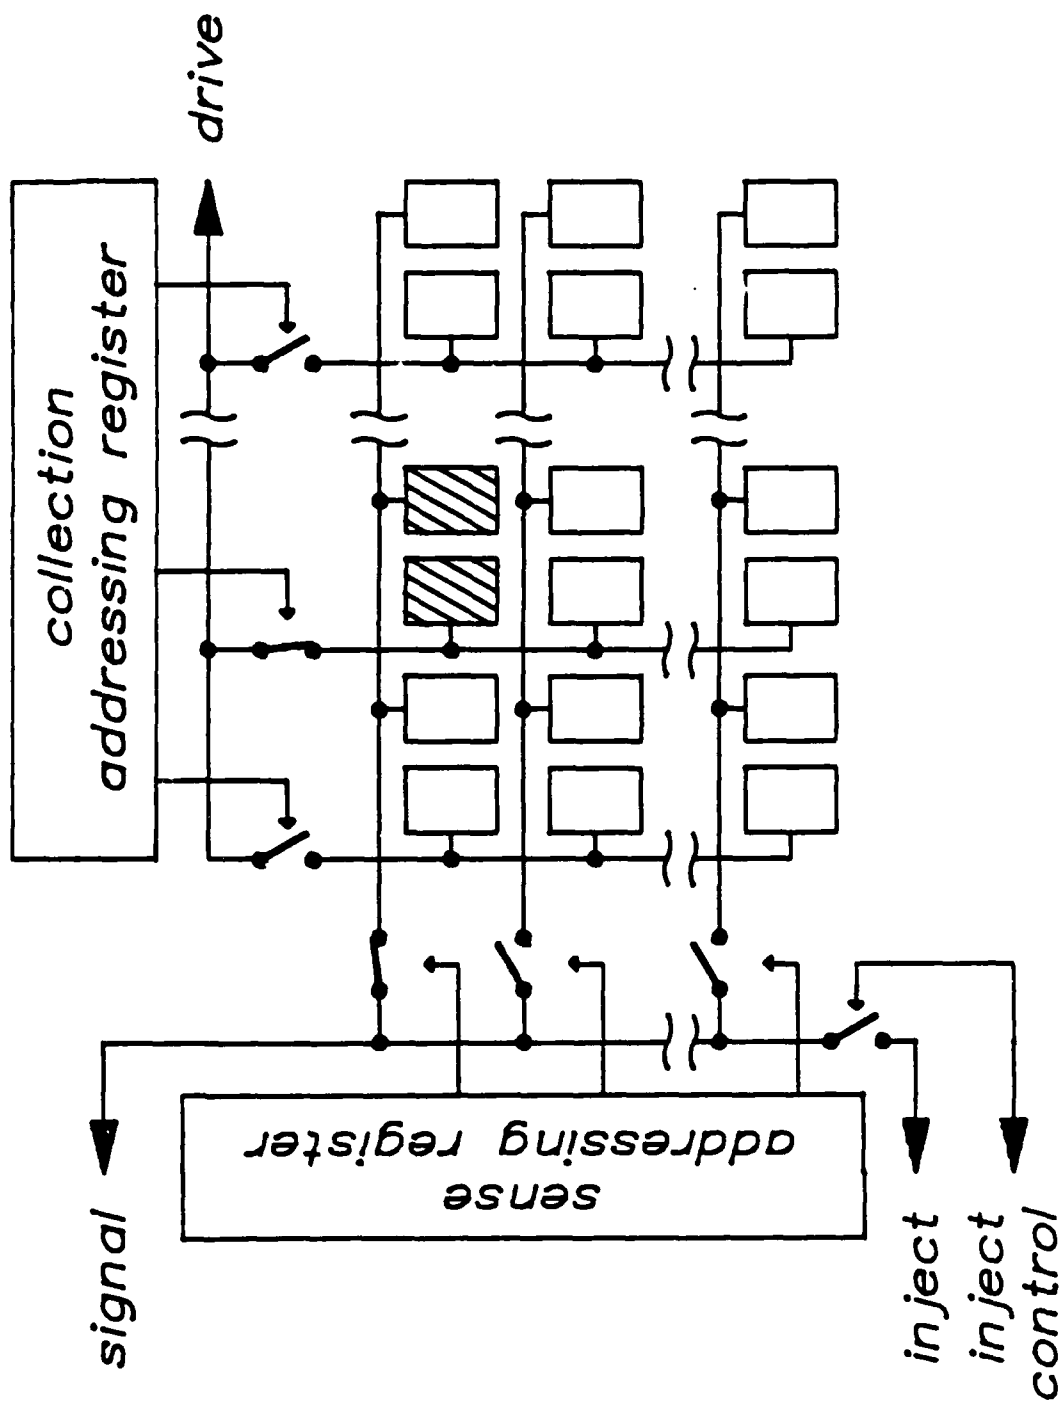 collection
addressing register
drive
sense
addressing register
signal
inject
inject
control